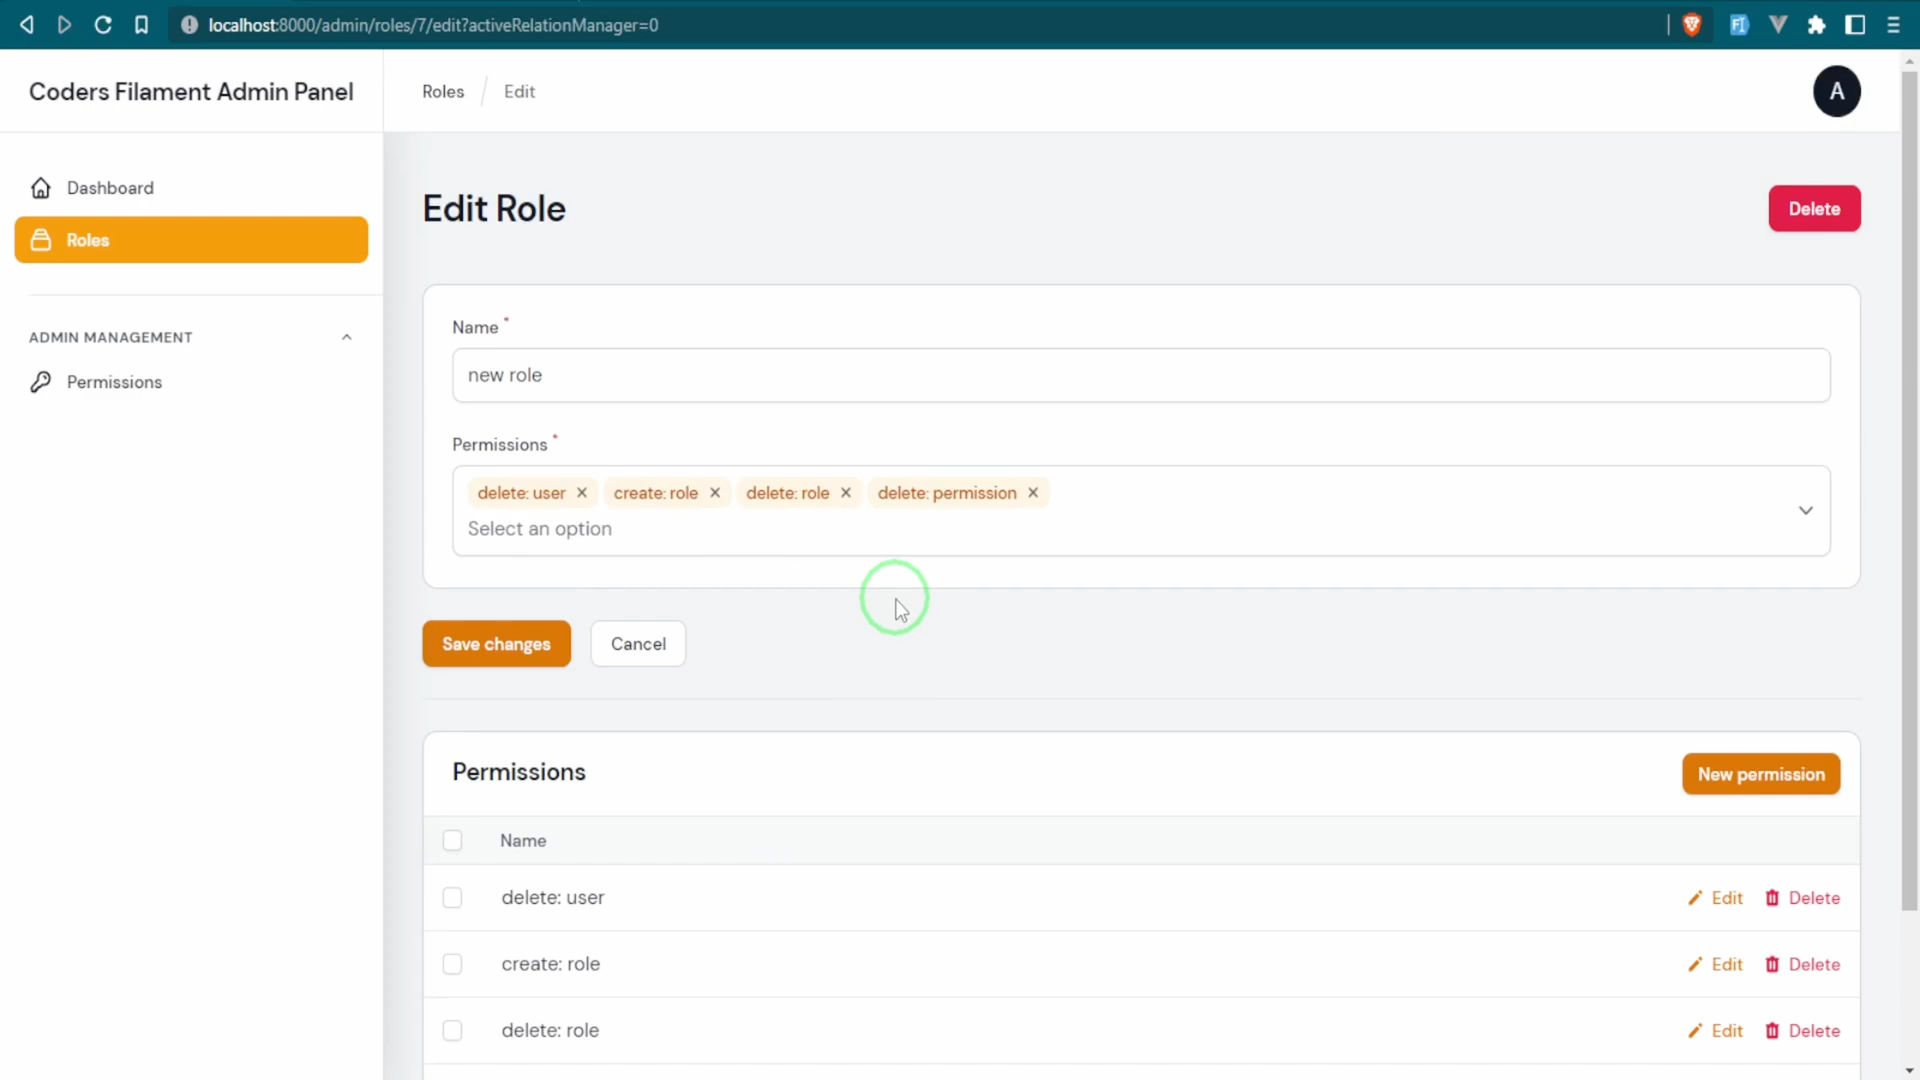 localhost:8000/admin/roles/7/edit?activeRelationManager=0
Coders Filament Admin Panel
Roles / Edit
A
Dashboard
Roles
ADMIN MANAGEMENT
Permissions
Edit Role
Delete
Name *
new role
Permissions *
delete: user × create: role × delete: role × delete: permission ×
Select an option
Save changes Cancel
Permissions
New permission
Name
delete: user Edit Delete
create: role Edit Delete
delete: role Edit Delete